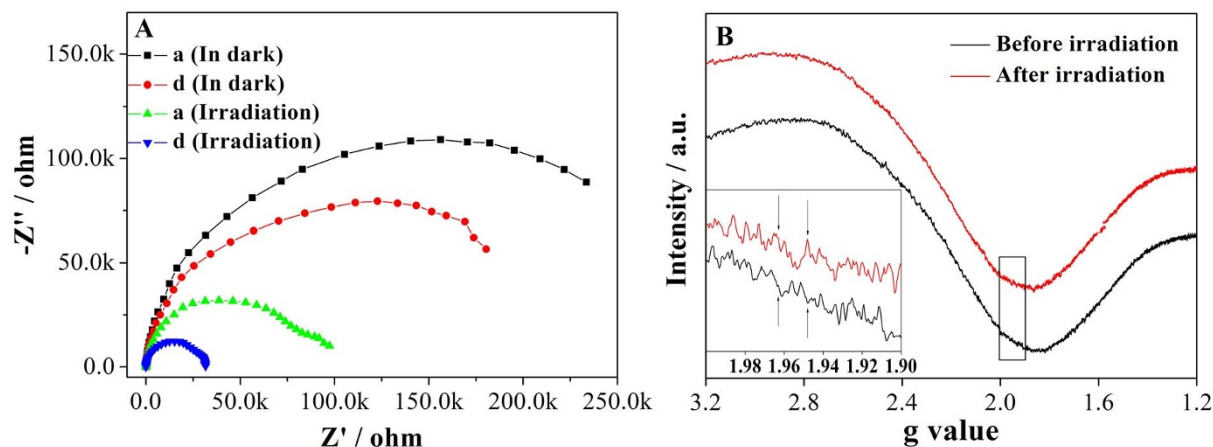 A
150.0k
a (In dark)
d (In dark)
a (Irradiation)
d (Irradiation)
100.0k
50.0k
0.0
-Z'' / ohm
0.0 50.0k 100.0k 150.0k 200.0k 250.0k
Z' / ohm
B
Before irradiation
After irradiation
Intensity / a.u.
1.98 1.96 1.94 1.92 1.90
3.2 2.8 2.4 2.0 1.6 1.2
g value